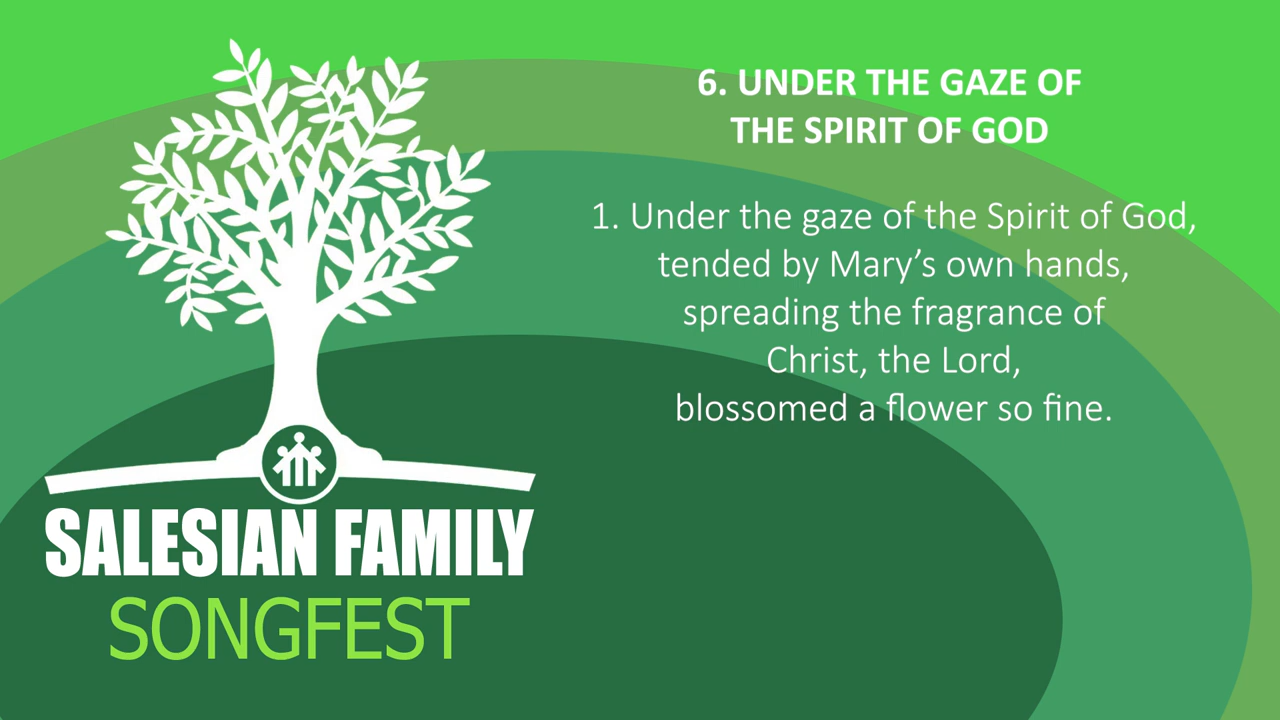 6. UNDER THE GAZE OF
THE SPIRIT OF GOD
1. Under the gaze of the Spirit of God,
tended by Mary’s own hands,
spreading the fragrance of
Christ, the Lord,
blossomed a flower so fine.
SALESIAN FAMILY
SONGFEST